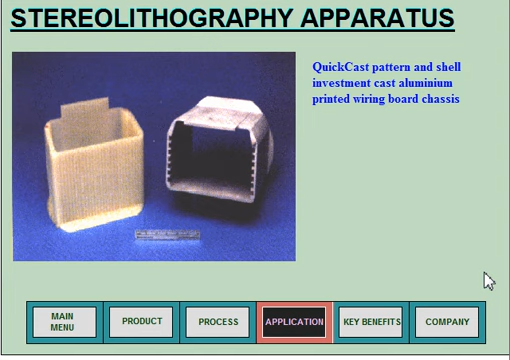 STEREOLITHOGRAPHY APPARATUS
QuickCast pattern and shell
investment cast aluminium
printed wiring board chassis
MAIN
MENU
PRODUCT
PROCESS
APPLICATION
KEY BENEFITS
COMPANY